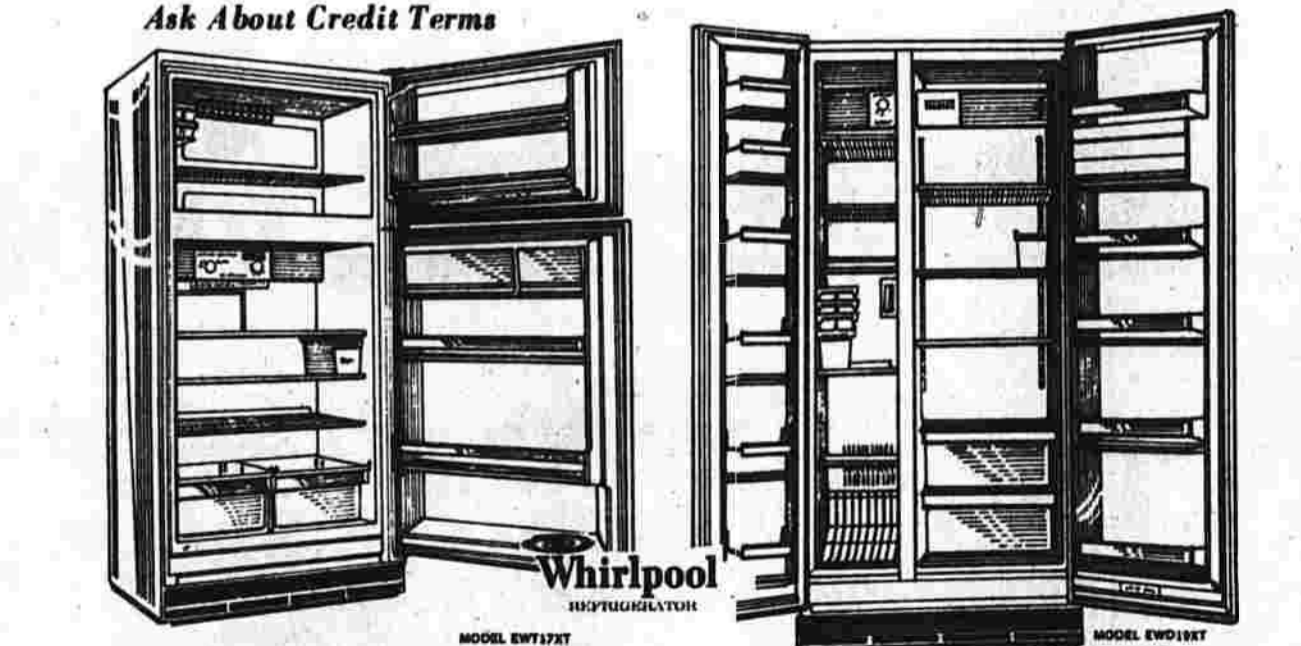 Ask About Credit Terms
Whirlpool
REFRIGERATOR
MODEL EWT17XT
MODEL EWD19XT